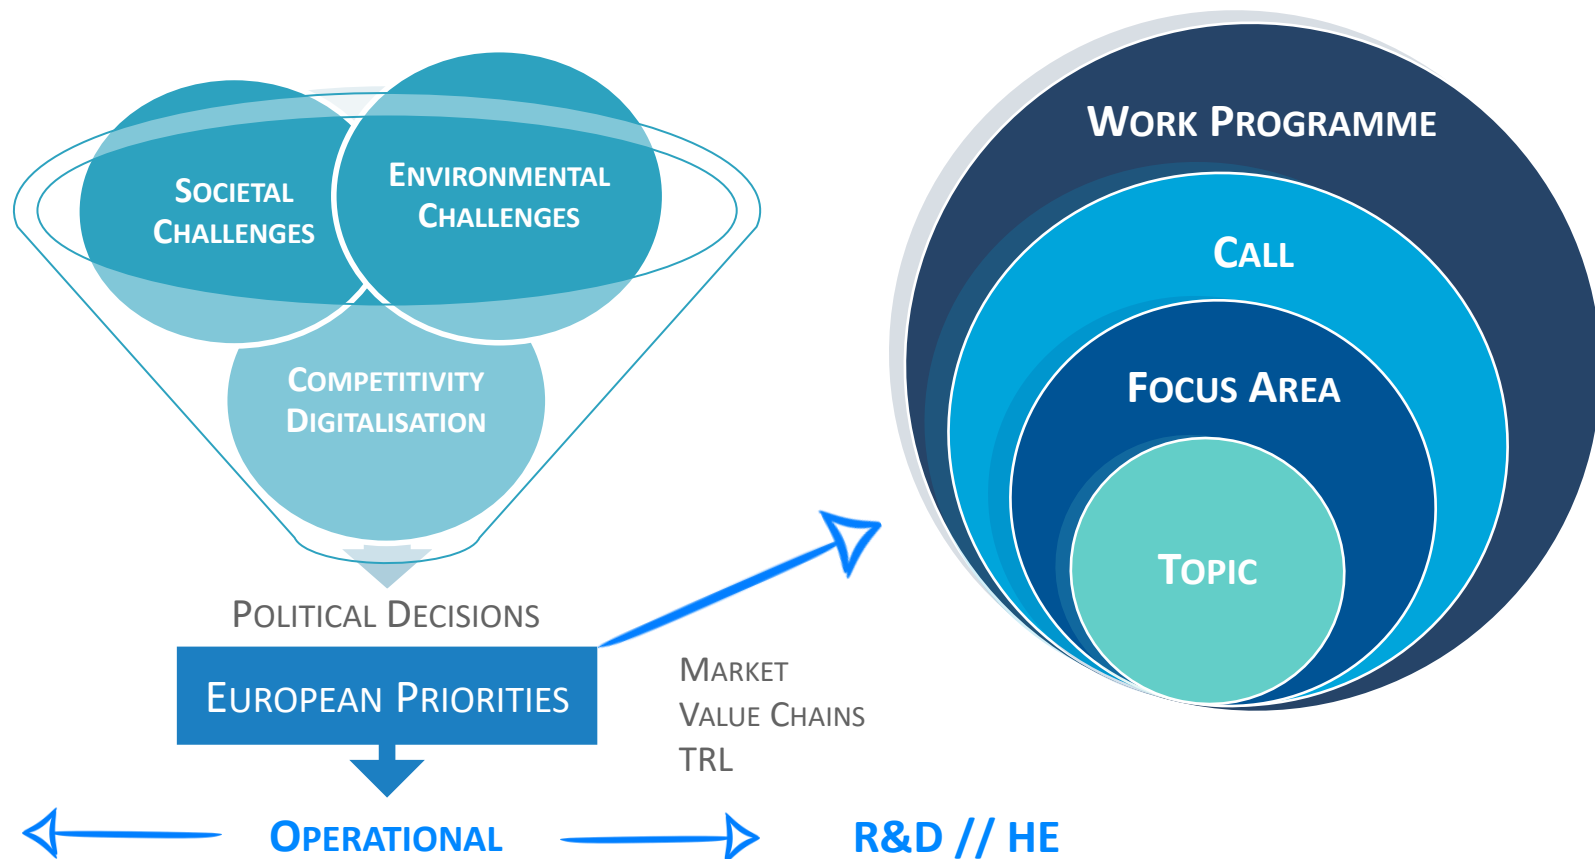 Societal
Challenges
Environmental
Challenges
Competitivity
Digitalisation
Political Decisions
European Priorities
Market
Value Chains
TRL
Operational
R&D // HE
Work Programme
Call
Focus Area
Topic